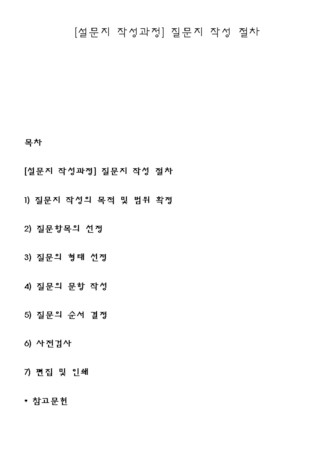 [설문지 작성과정] 질문지 작성 절차
목차
[설문지 작성과정] 질문지 작성 절차
1) 질문지 작성의 목적 및 범위 확정
2) 질문항목의 선정
3) 질문의 형태 선정
4) 질문의 문항 작성
5) 질문의 순서 결정
6) 사전검사
7) 편집 및 인쇄
* 참고문헌